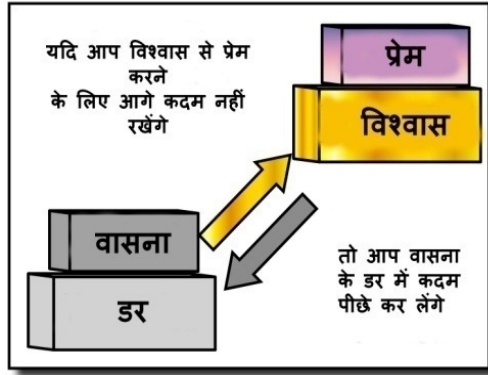 यदि आप विश्वास से प्रेम
करने
के लिए आगे कदम नहीं
रखेंगे
प्रेम
विश्वास
वासना
डर
तो आप वासना
के डर में कदम
पीछे कर लेंगे